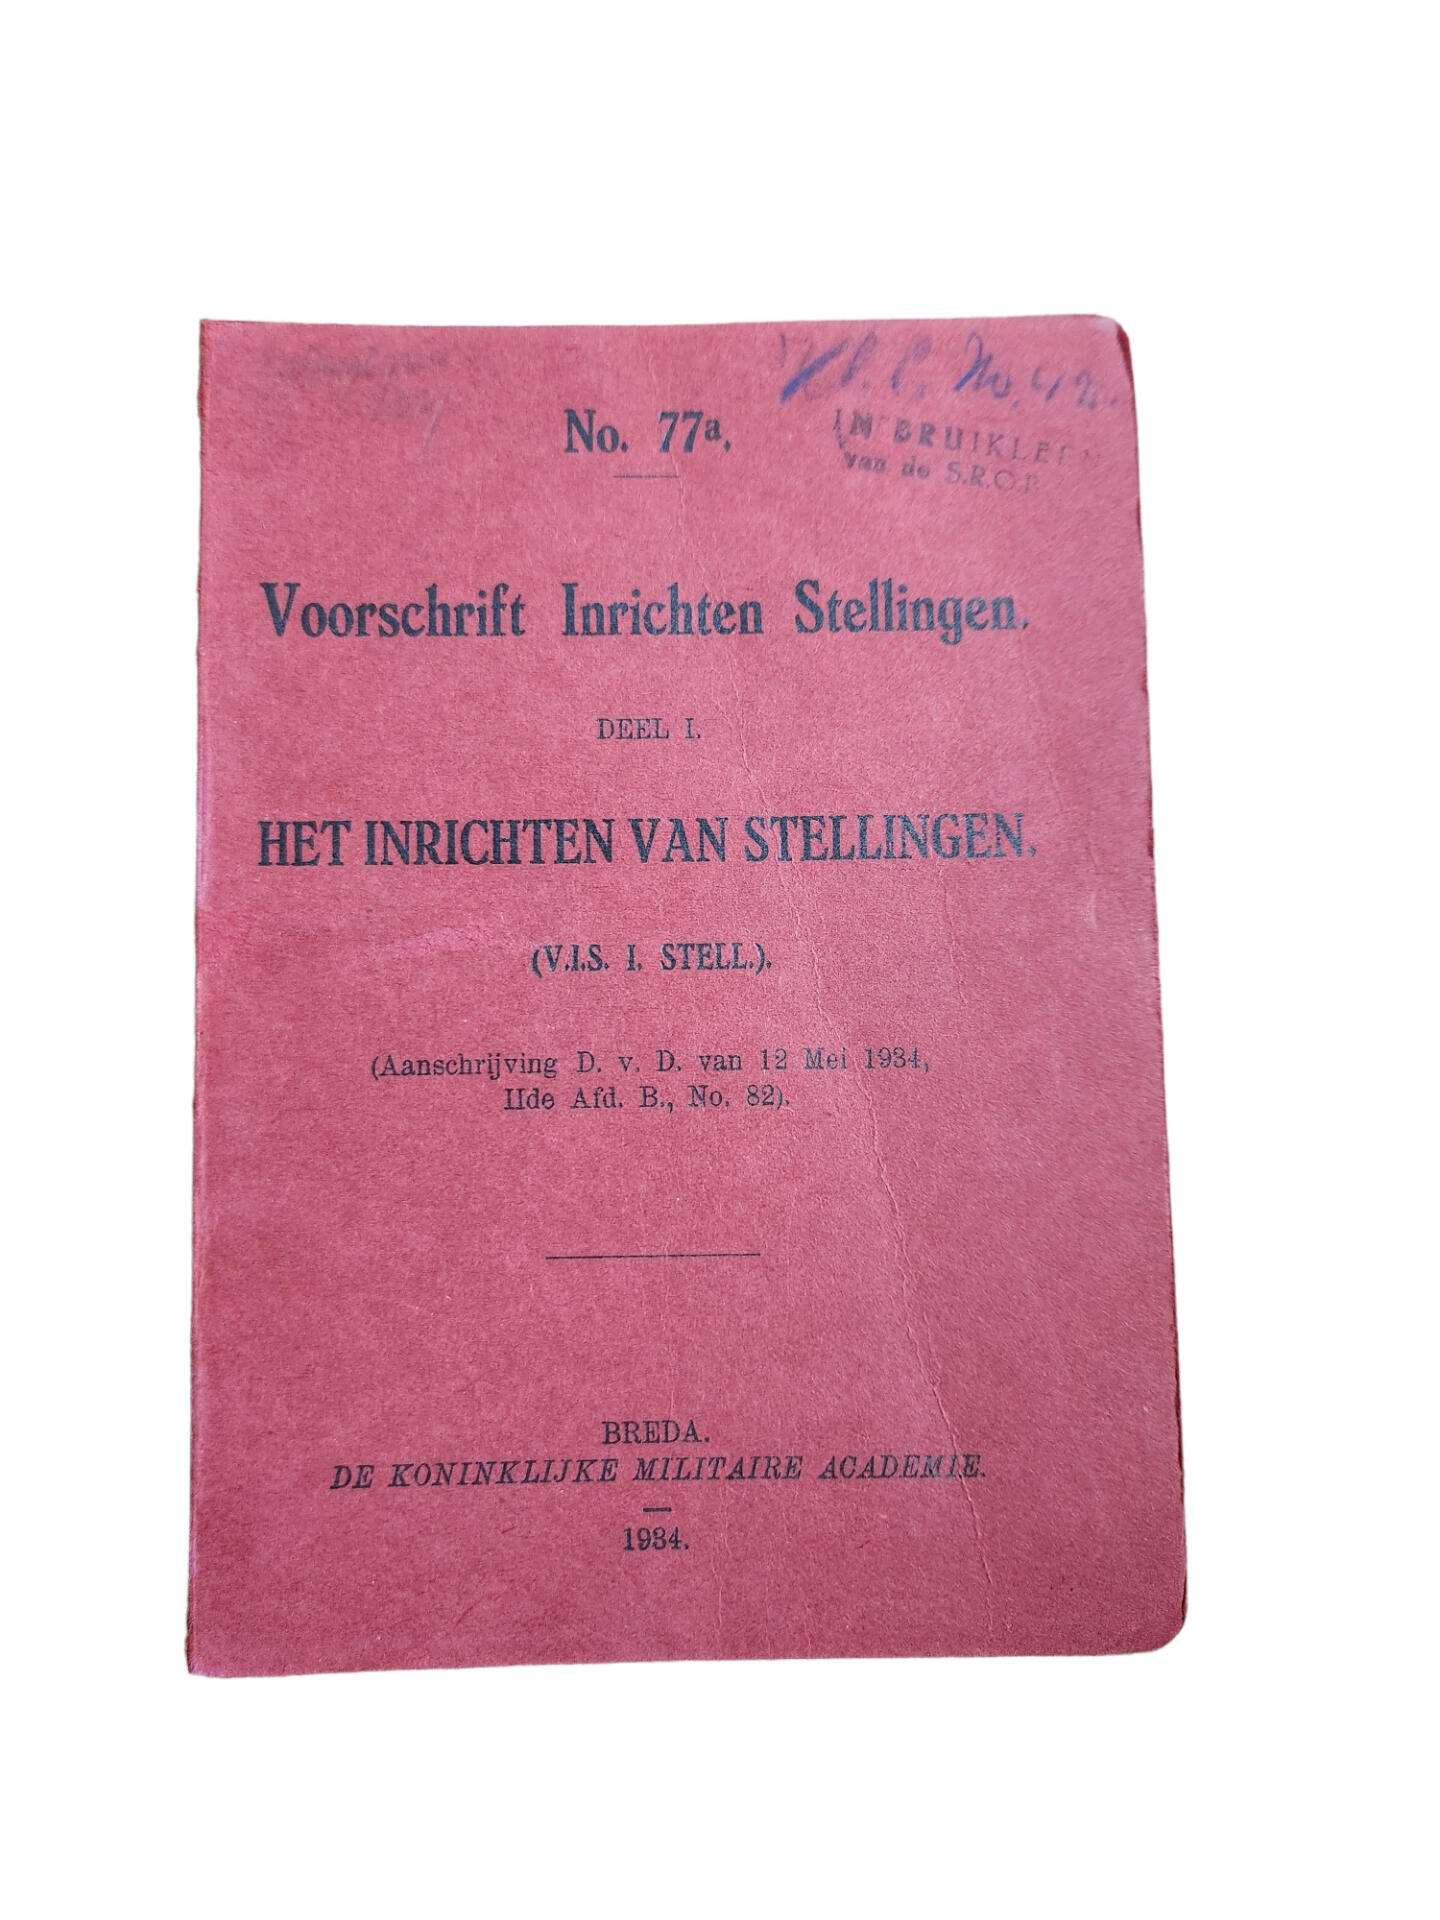 No. 77a.
IN BRUIKLEEN
van de S.R.O.
Voorschrift Inrichten Stellingen.
DEEL I.
HET INRICHTEN VAN STELLINGEN.
(V.I.S. I. STELL.).
(Aanschrijving D. v. D. van 12 Mei 1934,
IIde Afd. B., No. 82).
BREDA.
DE KONINKLIJKE MILITAIRE ACADEMIE.
1934.